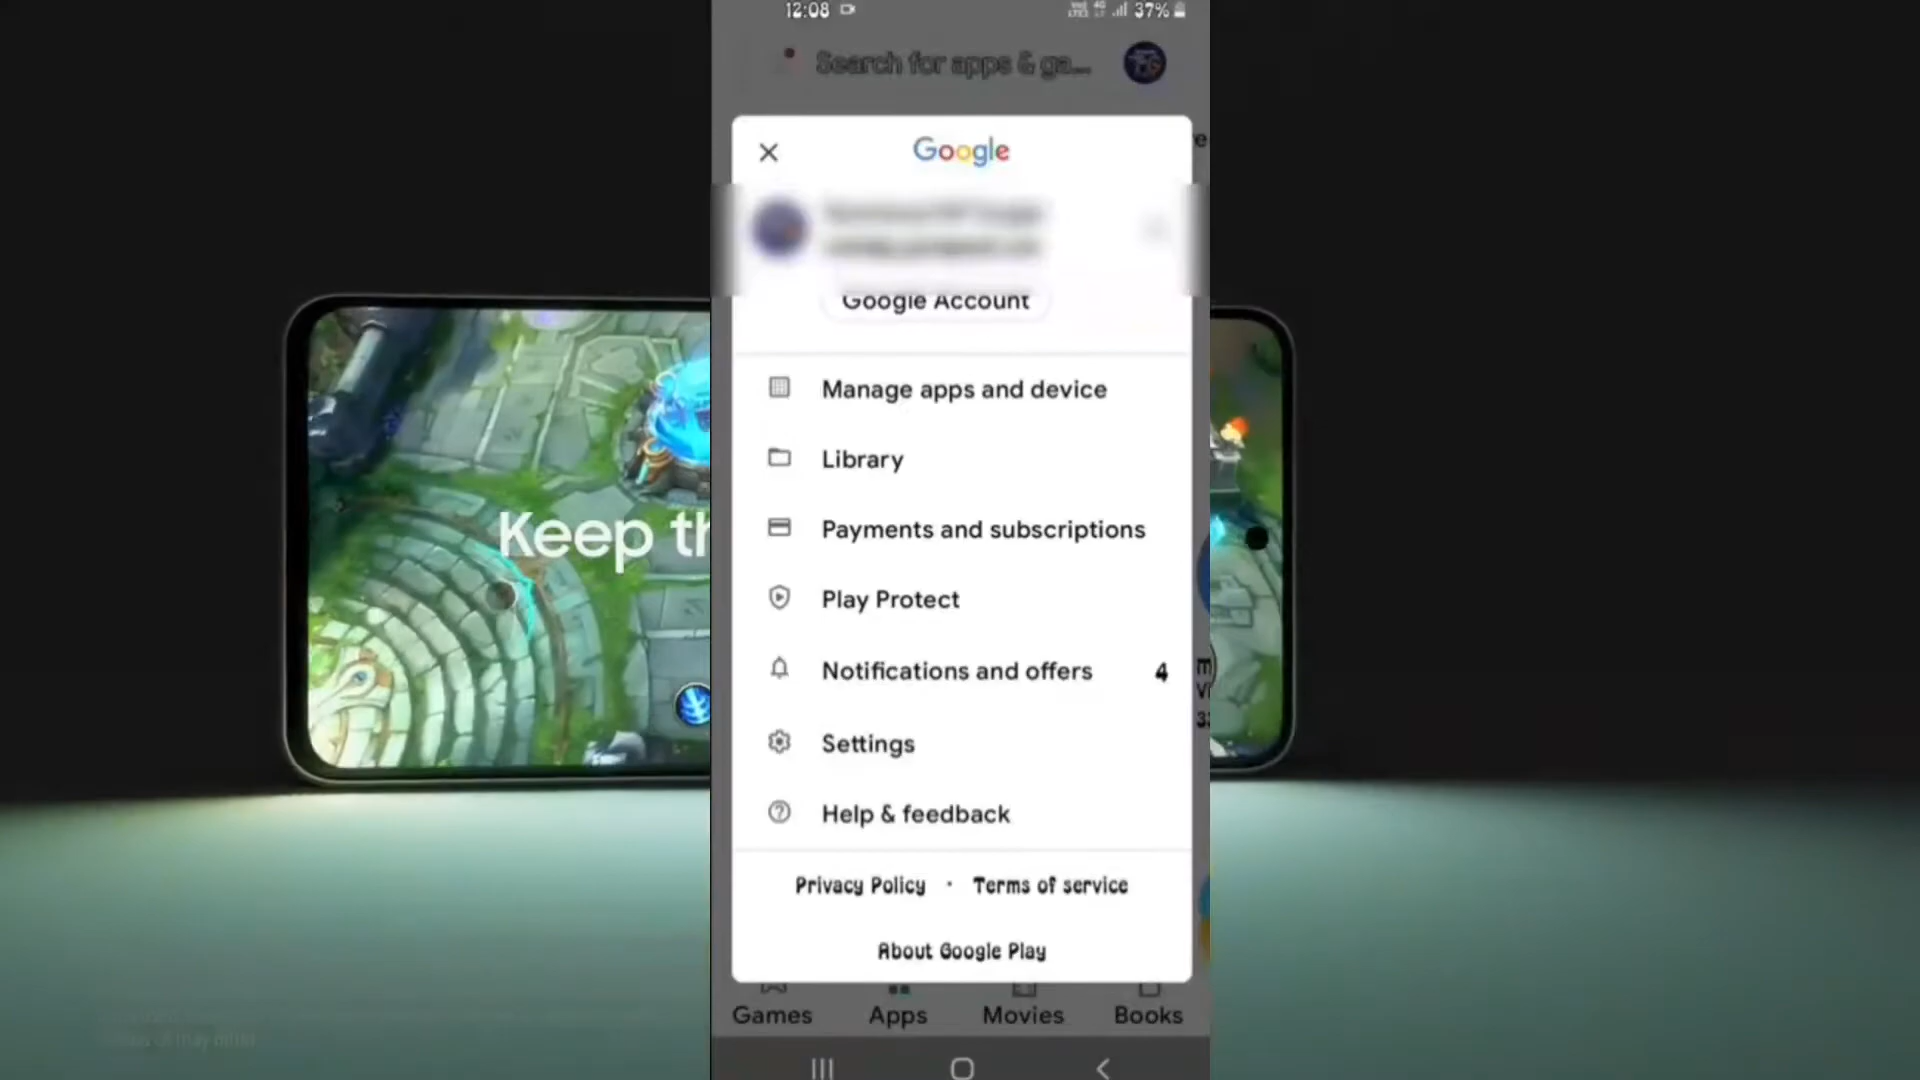 12:08
37%
Search for apps & ga...
Google
Google Account
Manage apps and device
Library
Keep th
Payments and subscriptions
Play Protect
Notifications and offers 4
Settings
Help & feedback
Privacy Policy · Terms of service
About Google Play
Games Apps Movies Books